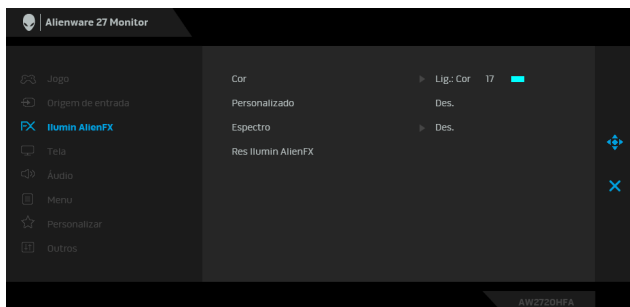 Alienware 27 Monitor
Jogo
Cor Lig.: Cor 17
Origem de entrada
Personalizado Des.
FX Ilumin AlienFX
Espectro Des.
Tela
Res Ilumin AlienFX
Áudio
Menu
Personalizar
Outros
AW2720HFA